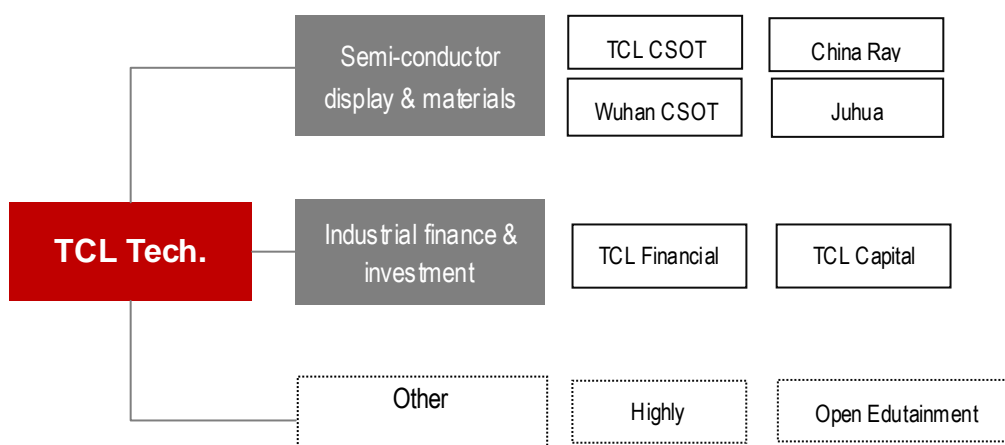 Semi-conductor
display & materials
TCL CSOT
China Ray
Wuhan CSOT
Juhua
TCL Tech.
Industrial finance &
investment
TCL Financial
TCL Capital
Other
Highly
Open Edutainment